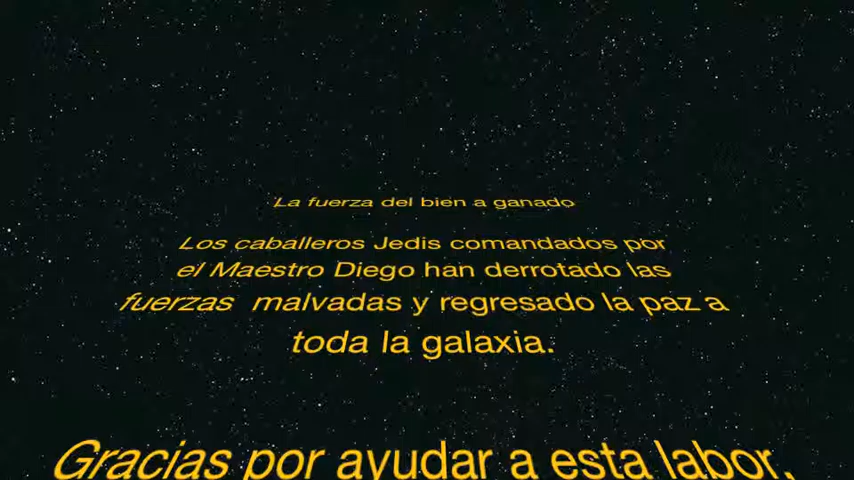 La fuerza del bien a ganado
Los caballeros Jedis comandados por
el Maestro Diego han derrotado las
fuerzas malvadas y regresado la paz a
toda la galaxia.
Gracias por ayudar a esta labor,